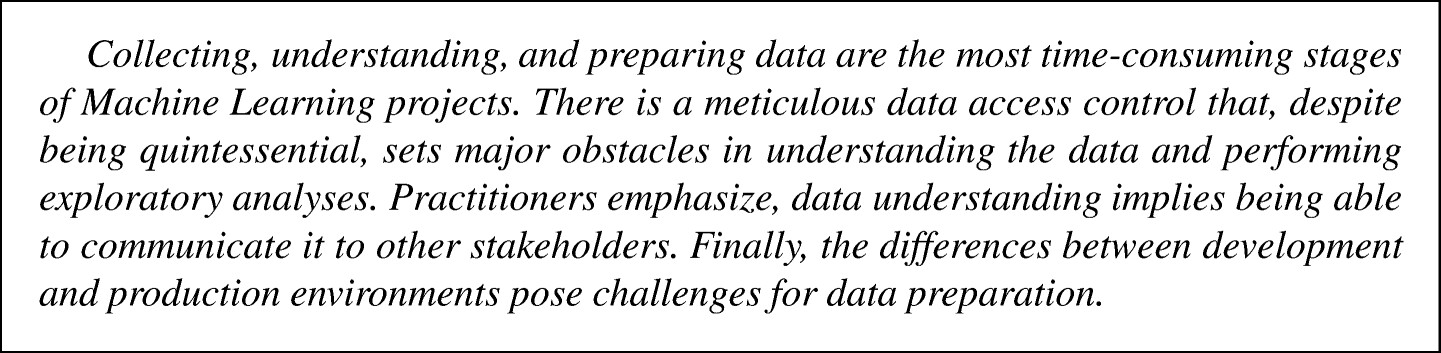 Collecting, understanding, and preparing data are the most time-consuming stages
of Machine Learning projects. There is a meticulous data access control that, despite
being quintessential, sets major obstacles in understanding the data and performing
exploratory analyses. Practitioners emphasize, data understanding implies being able
to communicate it to other stakeholders. Finally, the differences between development
and production environments pose challenges for data preparation.